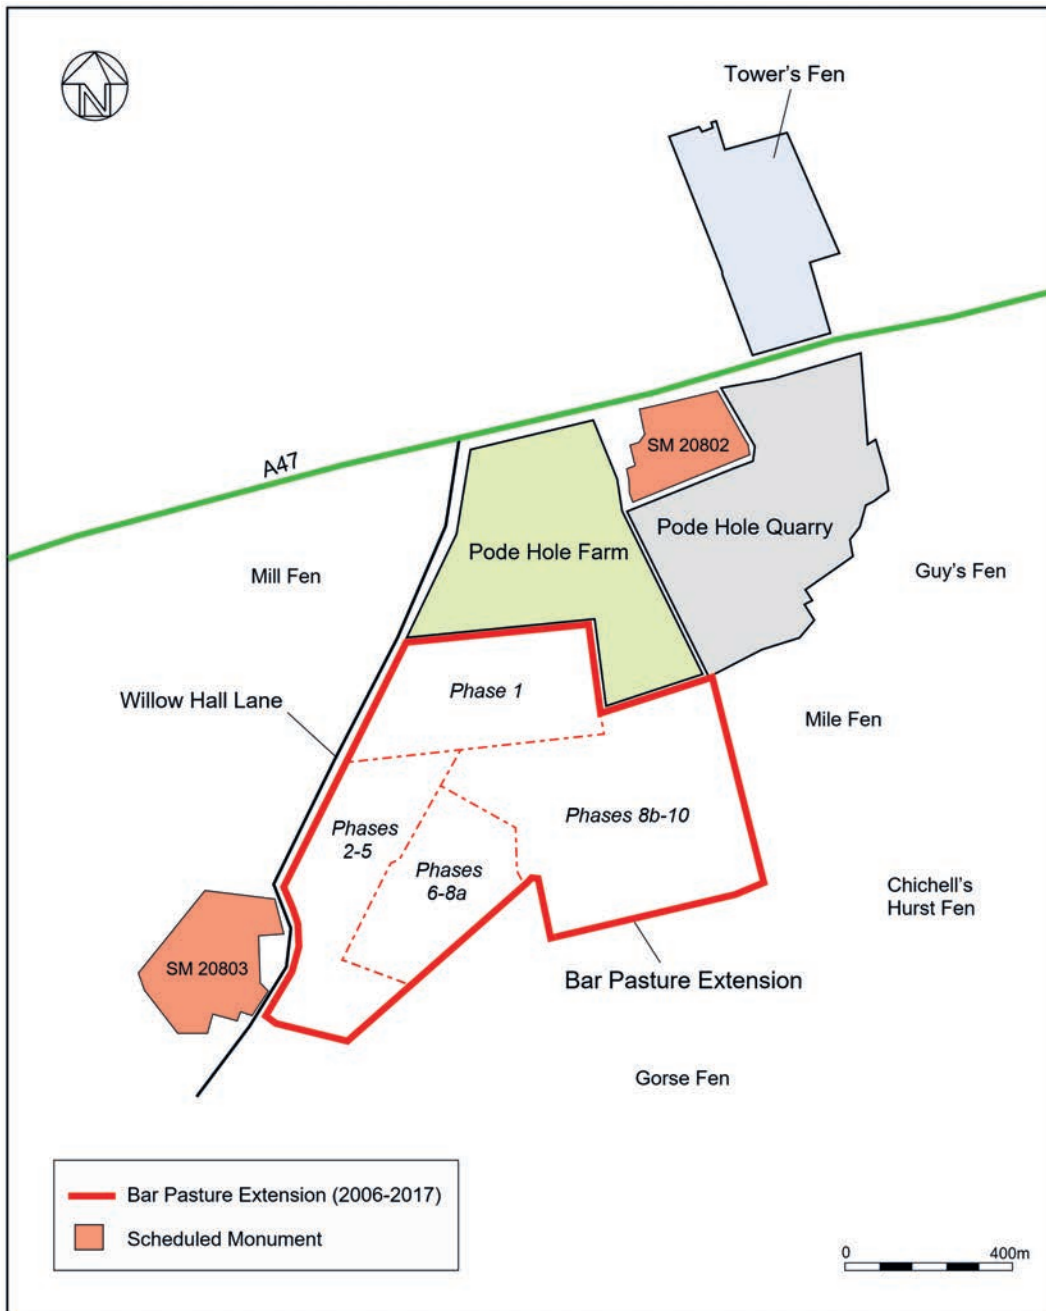 N
Tower's Fen
A47
SM 20802
Pode Hole Quarry
Pode Hole Farm
Mill Fen
Guy's Fen
Willow Hall Lane
Phase 1
Mile Fen
Phases 8b-10
Phases
2-5
Phases
6-8a
Chichell's
Hurst Fen
SM 20803
Bar Pasture Extension
Gorse Fen
Bar Pasture Extension (2006-2017)
Scheduled Monument
0 400m